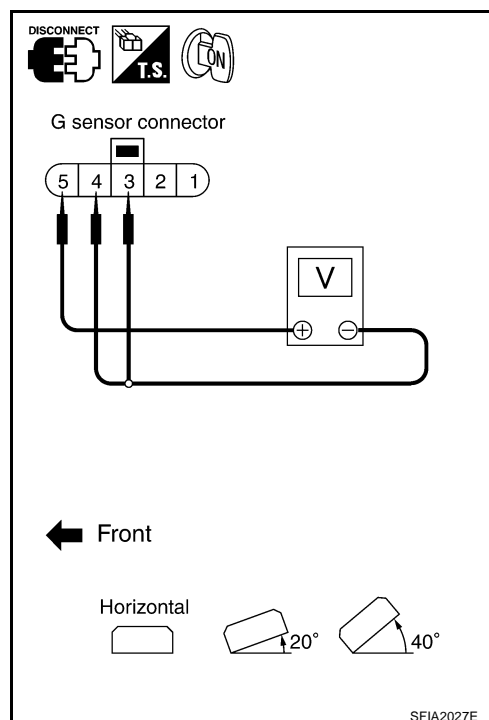 DISCONNECT
T.S.
ON
G sensor connector
5 4 3 2 1
V
+ −
Front
Horizontal
20°
40°
SFIA2027E